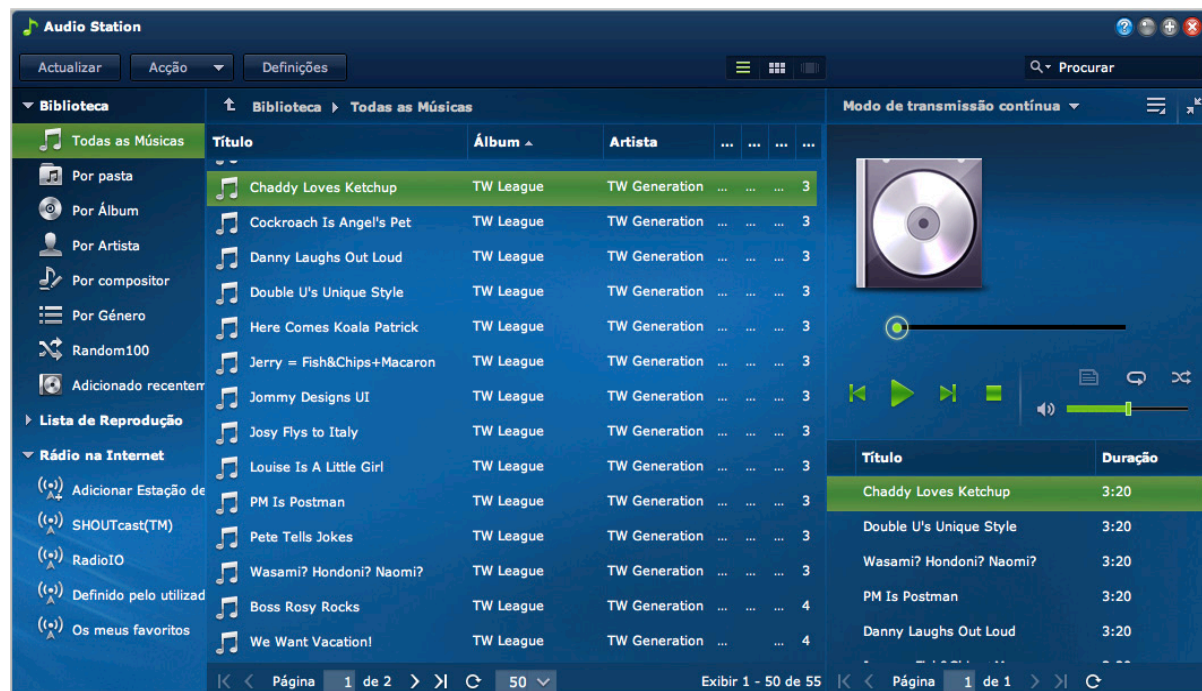 Audio Station
Actualizar Acção Definições Procurar
Biblioteca
Todas as Músicas
Por pasta
Por Álbum
Por Artista
Por compositor
Por Género
Random100
Adicionado recentem
Lista de Reprodução
Rádio na Internet
Adicionar Estação de
SHOUTcast(TM)
RadioIO
Definido pelo utilizad
Os meus favoritos
Biblioteca Todas as Músicas
Título Álbum Artista ... ... ... ...
Chaddy Loves Ketchup TW League TW Generation ... ... ... 3
Cockroach Is Angel's Pet TW League TW Generation ... ... ... 3
Danny Laughs Out Loud TW League TW Generation ... ... ... 3
Double U's Unique Style TW League TW Generation ... ... ... 3
Here Comes Koala Patrick TW League TW Generation ... ... ... 3
Jerry = Fish&Chips+Macaron TW League TW Generation ... ... ... 3
Jommy Designs UI TW League TW Generation ... ... ... 3
Josy Flys to Italy TW League TW Generation ... ... ... 3
Louise Is A Little Girl TW League TW Generation ... ... ... 3
PM Is Postman TW League TW Generation ... ... ... 3
Pete Tells Jokes TW League TW Generation ... ... ... 3
Wasami? Hondoni? Naomi? TW League TW Generation ... ... ... 3
Boss Rosy Rocks TW League TW Generation ... ... ... 4
We Want Vacation! TW League TW Generation ... ... 4
Página 1 de 2 50 Exibir 1 - 50 de 55
Modo de transmissão contínua
Título Duração
Chaddy Loves Ketchup 3:20
Double U's Unique Style 3:20
Wasami? Hondoni? Naomi? 3:20
PM Is Postman 3:20
Danny Laughs Out Loud 3:20
Página 1 de 1